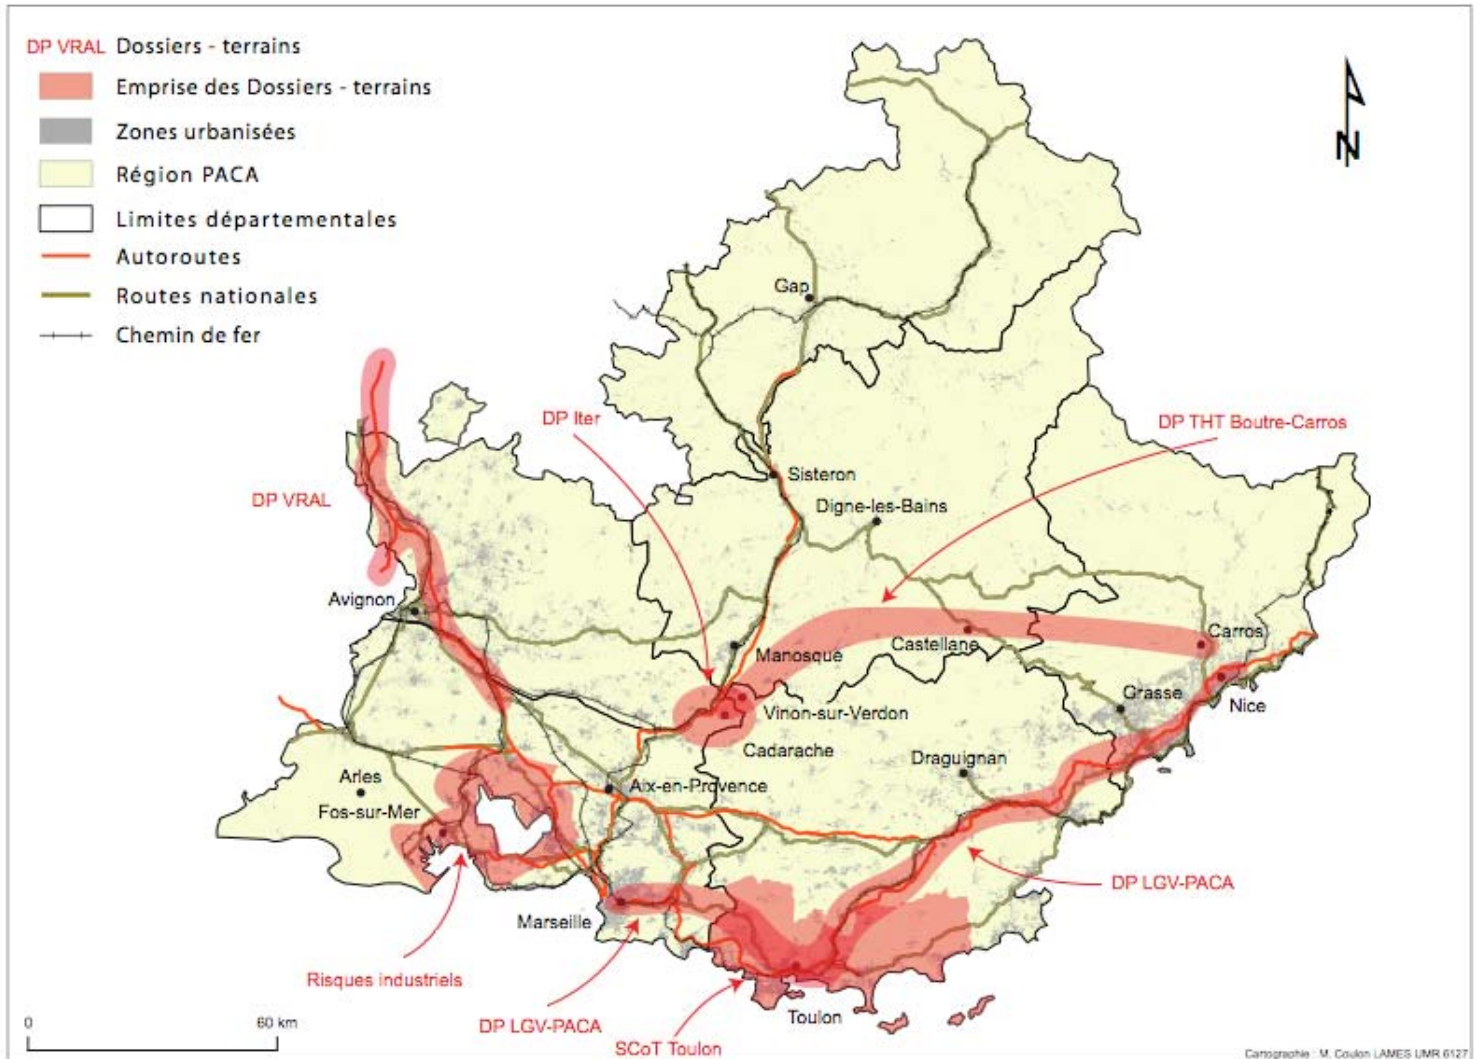 DP VRAL Dossiers - terrains
Emprise des Dossiers - terrains
Zones urbanisées
Région PACA
Limites départementales
Autoroutes
Routes nationales
Chemin de fer
N
Gap
DP Iter
DP THT Boutre-Carros
Sisteron
DP VRAL
Digne-les-Bains
Avignon
Carros
Castellane
Manosque
Grasse
Nice
Vinon-sur-Verdon
Cadarache
Draguignan
Arles
Aix-en-Provence
Fos-sur-Mer
DP LGV-PACA
Marseille
Risques industriels
Toulon
DP LGV-PACA
SCoT Toulon
0 60 km
Cartographie : M. Coulon LAMES UMR 6127